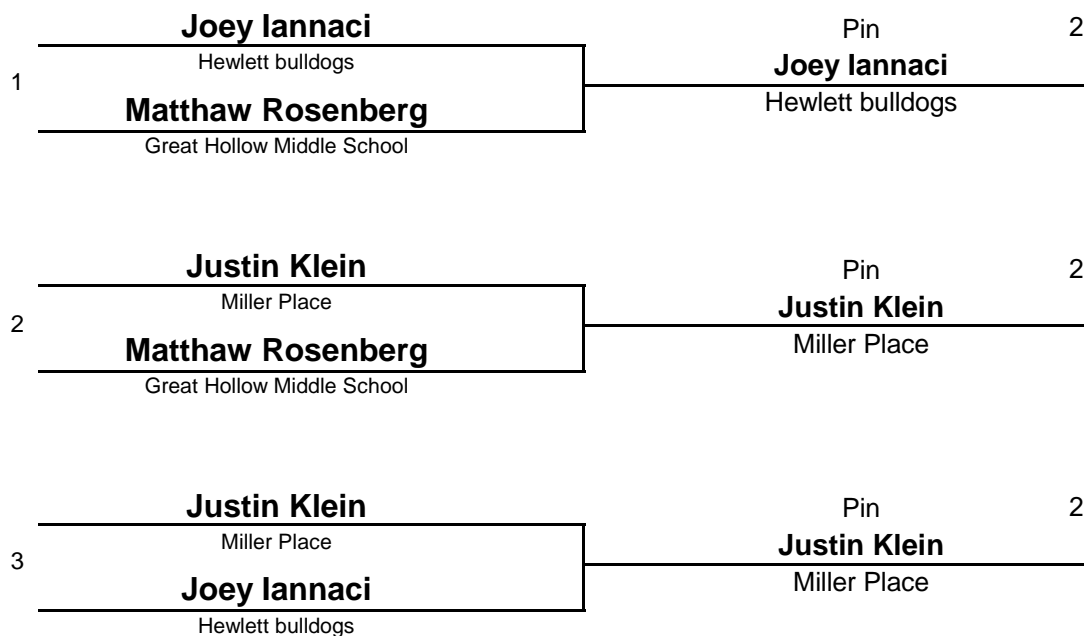 Joey Iannaci
Hewlett bulldogs
1
Matthaw Rosenberg
Great Hollow Middle School
Pin 2
Joey Iannaci
Hewlett bulldogs
Justin Klein
Miller Place
2
Matthaw Rosenberg
Great Hollow Middle School
Pin 2
Justin Klein
Miller Place
Justin Klein
Miller Place
3
Joey Iannaci
Hewlett bulldogs
Pin 2
Justin Klein
Miller Place